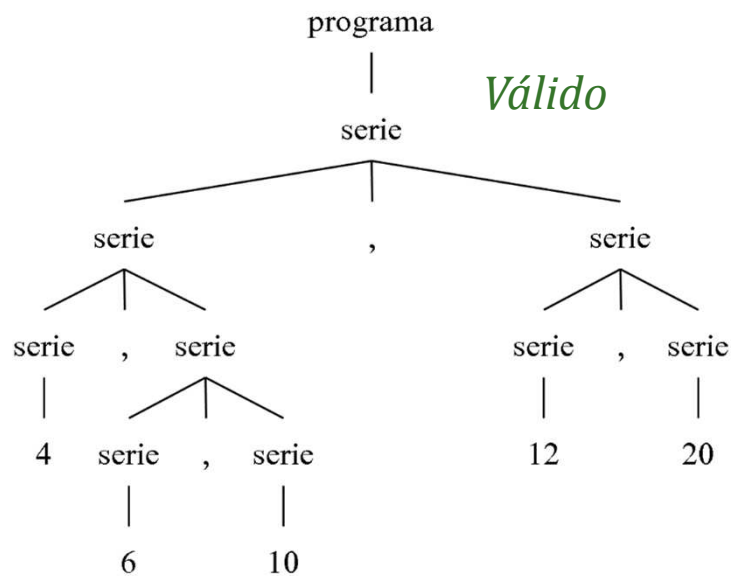 programa
Válido
serie
serie , serie
serie , serie serie , serie
4 serie , serie 12 20
6 10